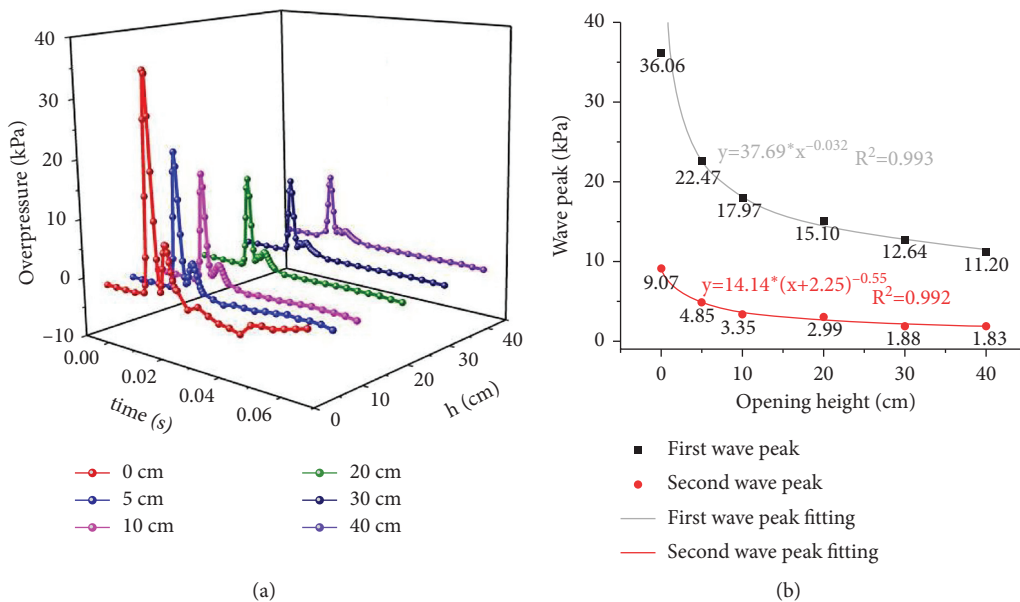 40
30
20
10
0
-10
Overpressure (kPa)
0.00
0.02
0.04
0.06
time (s)
0
10
20
30
40
h (cm)
0 cm
5 cm
10 cm
20 cm
30 cm
40 cm
(a)
40
30
20
10
0
Wave peak (kPa)
36.06
22.47
17.97
15.10
12.64
11.20
y=37.69*x^−0.032 R²=0.993
9.07
4.85
3.35
2.99
1.88
1.83
y=14.14*(x+2.25)^−0.55
R²=0.992
0 10 20 30 40
Opening height (cm)
First wave peak
Second wave peak
First wave peak fitting
Second wave peak fitting
(b)